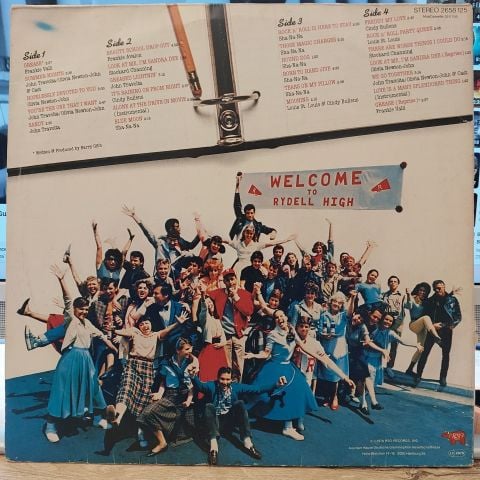 STEREO 2658 125
Side 1
GREASE
Frankie Valli
SUMMER NIGHTS
John Travolta/Olivia Newton-John
& Cast
HOPELESSLY DEVOTED TO YOU
Olivia Newton-John
YOU'RE THE ONE THAT I WANT
John Travolta/Olivia Newton-John
SANDY
John Travolta
Side 2
BEAUTY SCHOOL DROP OUT
Frankie Avalon
LOOK AT ME, I'M SANDRA DEE
Stockard Channing
GREASED LIGHTNIN'
John Travolta
IT'S RAINING ON PROM NIGHT
Cindy Bullens
ALONE AT THE DRIVE-IN MOVIE
(Instrumental)
BLUE MOON
Sha-Na-Na
Side 3
ROCK N' ROLL IS HERE TO STAY
Sha-Na-Na
THOSE MAGIC CHANGES
Sha-Na-Na
HOUND DOG
Sha-Na-Na
BORN TO HAND JIVE
Sha-Na-Na
TEARS ON MY PILLOW
Sha-Na-Na
MOONING
Louis St. Louis & Cindy Bullens
Side 4
FREDDY MY LOVE
Cindy Bullens
ROCK N' ROLL PARTY QUEEN
Louis St. Louis
THERE ARE WORSE THINGS I COULD DO
Stockard Channing
LOOK AT ME, I'M SANDRA DEE (Reprise)
Olivia Newton-John
WE GO TOGETHER
John Travolta/Olivia Newton-John & Cast
LOVE IS A MANY SPLENDORED THING
(Instrumental)
GREASE (Reprise)
Frankie Valli
WELCOME
TO
RYDELL HIGH
R
R
RSO